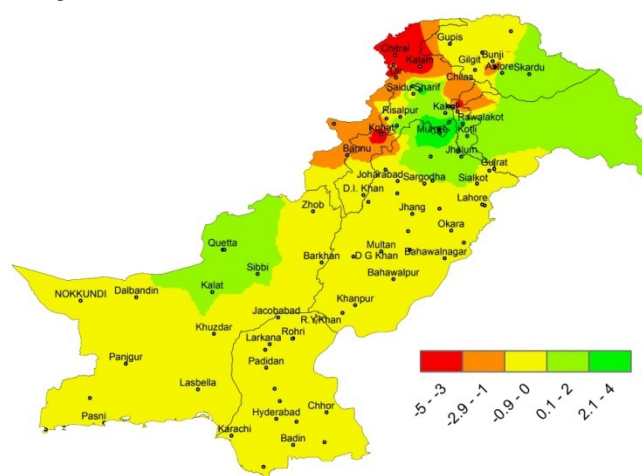 Chitral
Gupis
Bunji
Kalam
Gilgit
Astore
Skardu
Dir
Chilas
Saidu Sharif
Kakul
Risalpur
Rawalakot
Murree
Kotli
Kohat
Bannu
Jhalum
Gujrat
Joharabad
Sargodha
Sialkot
D.I. Khan
Zhob
Jhang
Lahore
Okara
Quetta
Multan
Barkhan
D G Khan
Bahawalnagar
Sibbi
Bahawalpur
NOKKUNDI
Dalbandin
Kalat
Khanpur
Jacobabad
R.Y.Khan
Khuzdar
Rohri
Larkana
Panjgur
Padidan
Lasbella
Pasni
Hyderabad
Chhor
Karachi
Badin
-5 - -3
-2.9 - -1
-0.9 - 0
0.1 - 2
2.1 - 4